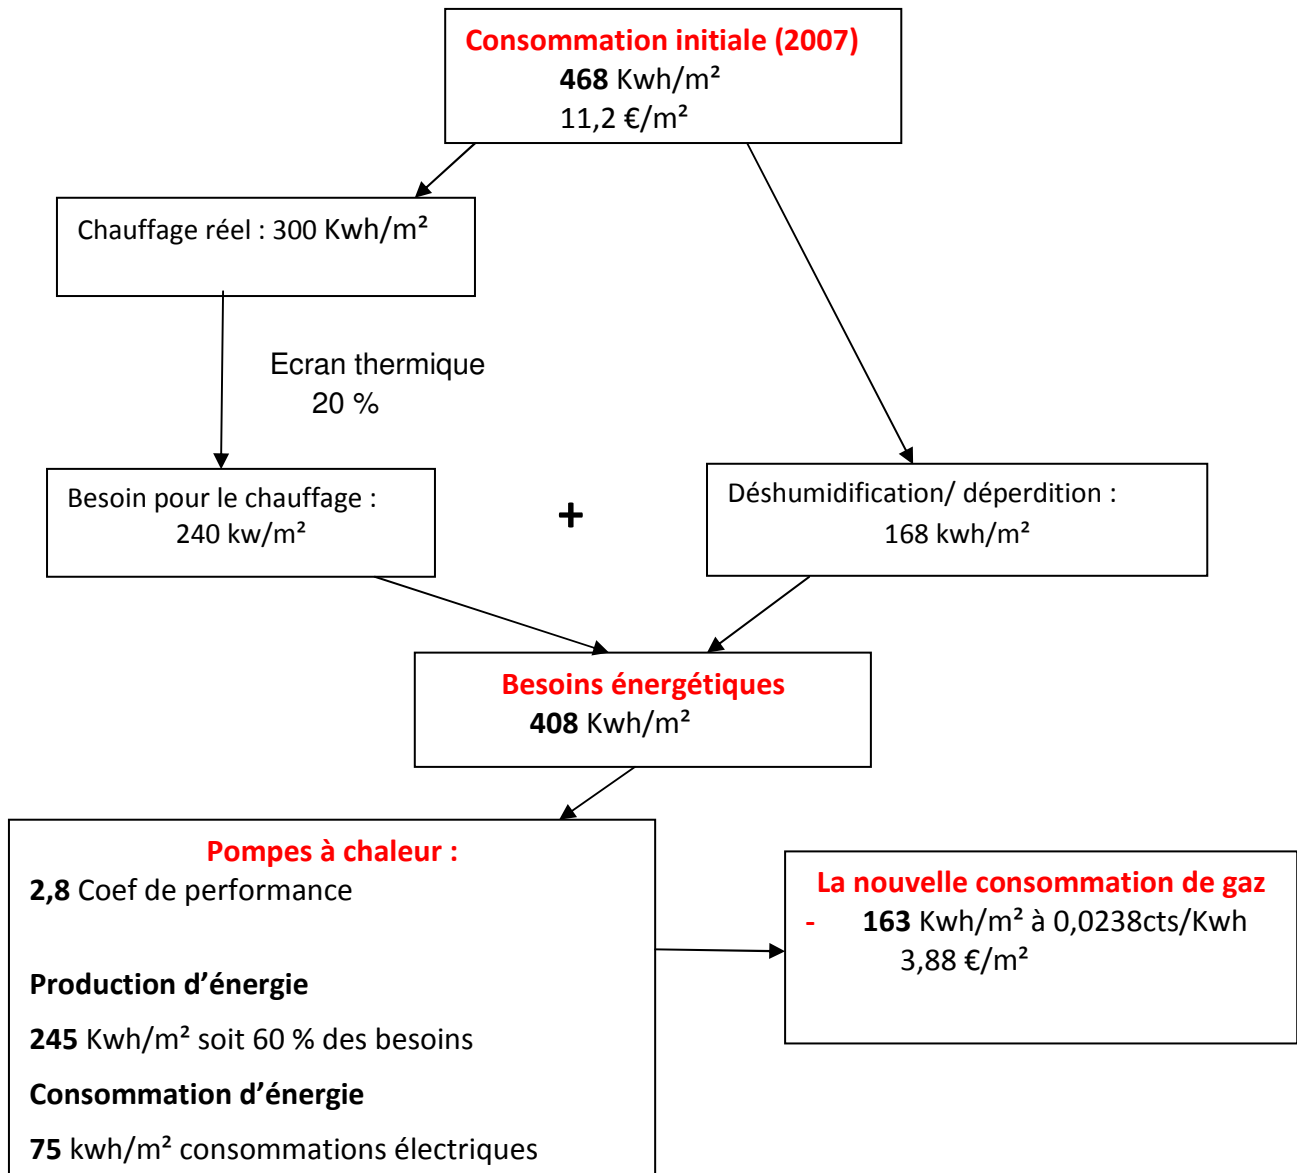 Consommation initiale (2007)
468 Kwh/m²
11,2 €/m²
Chauffage réel : 300 Kwh/m²
Ecran thermique
20 %
Besoin pour le chauffage :
240 kw/m²
+
Déshumidification/ déperdition :
168 kwh/m²
Besoins énergétiques
408 Kwh/m²
Pompes à chaleur :
2,8 Coef de performance
Production d’énergie
245 Kwh/m² soit 60 % des besoins
Consommation d’énergie
75 kwh/m² consommations électriques
La nouvelle consommation de gaz
- 163 Kwh/m² à 0,0238cts/Kwh
3,88 €/m²